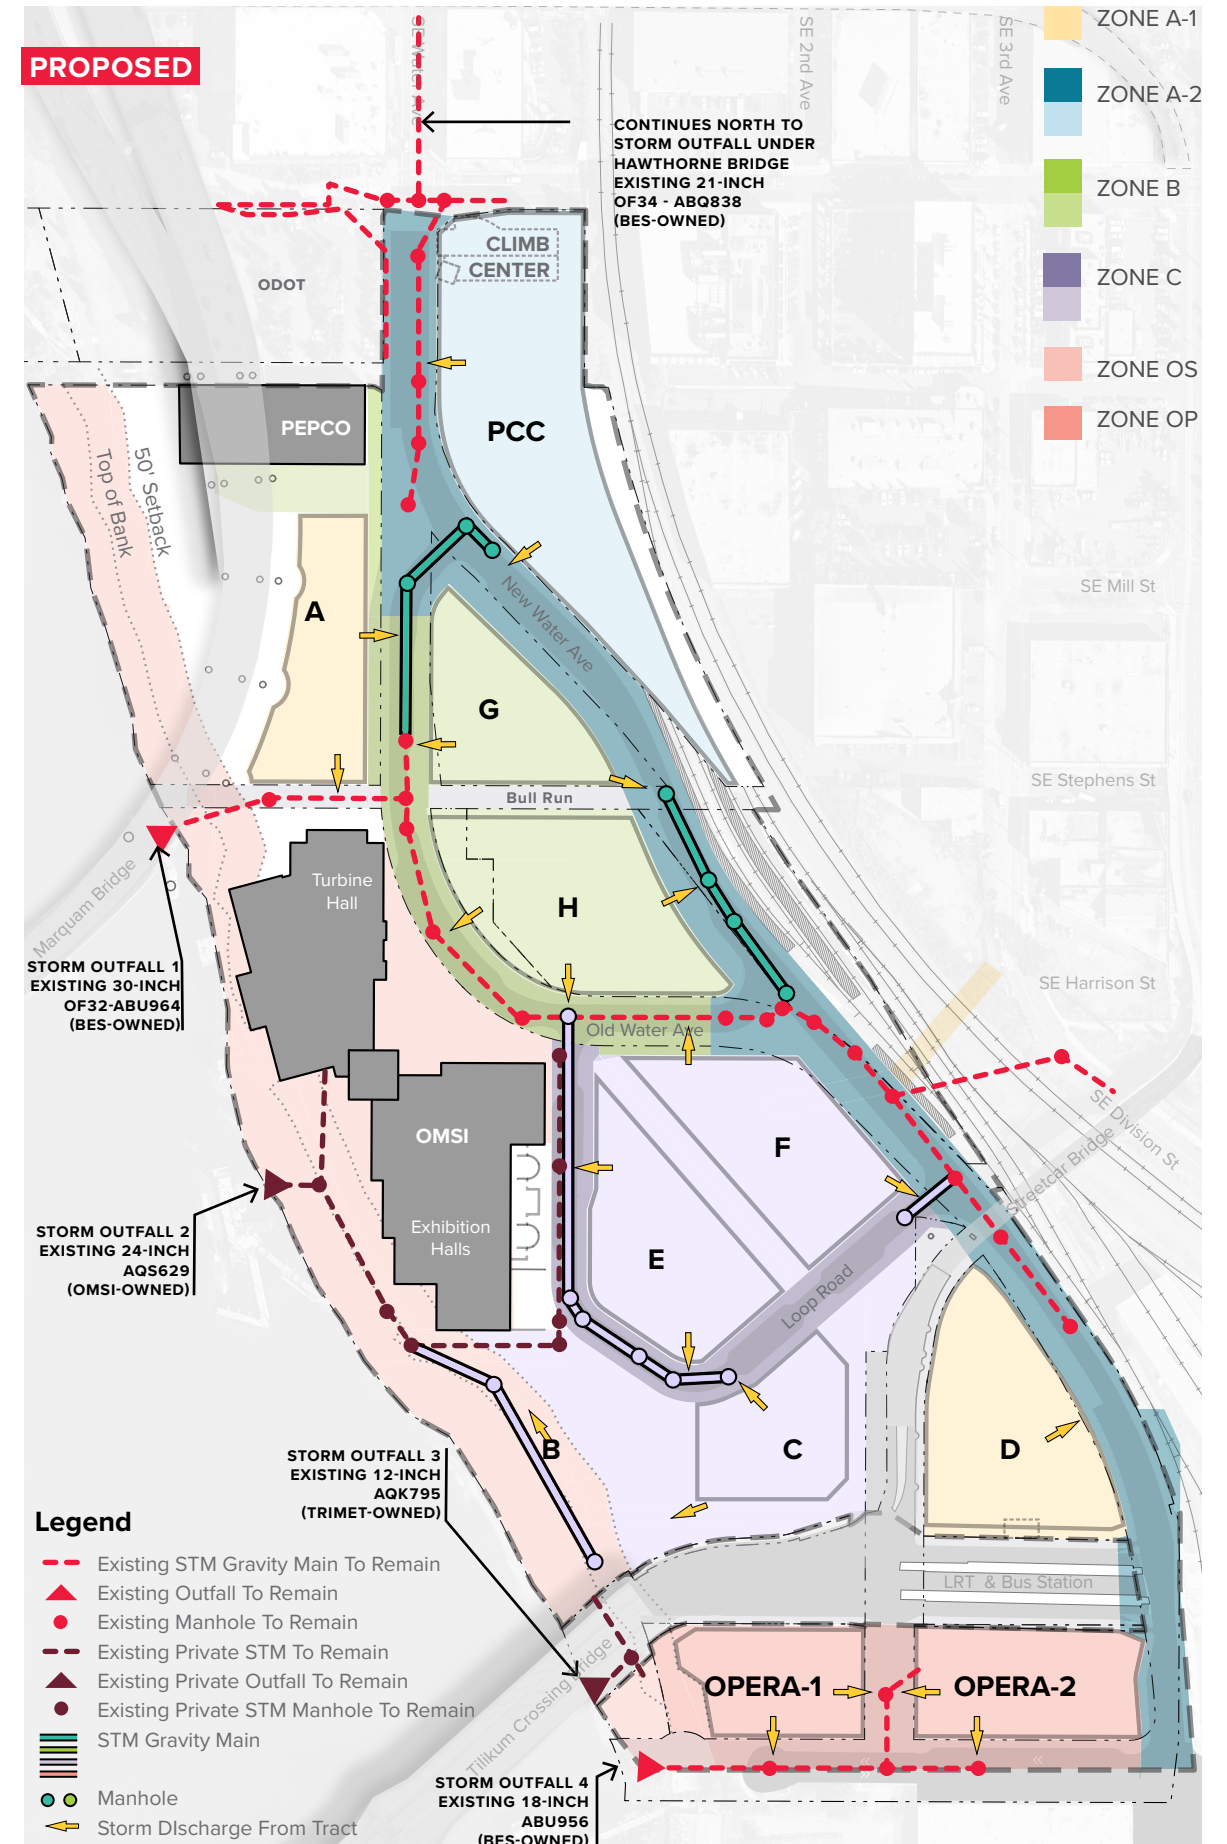 PROPOSED
SE Water Ave
SE 2nd Ave
SE 3rd Ave
ZONE A-1
ZONE A-2
ZONE B
ZONE C
ZONE OS
ZONE OP
CONTINUES NORTH TO
STORM OUTFALL UNDER
HAWTHORNE BRIDGE
EXISTING 21-INCH
OF34 - ABQ838
(BES-OWNED)
CLIMB
CENTER
ODOT
PEPCO
PCC
50' Setback
Top of Bank
A
New Water Ave
SE Mill St
G
SE Stephens St
Bull Run
Marquam Bridge
Turbine
Hall
H
STORM OUTFALL 1
EXISTING 30-INCH
OF32-ABU964
(BES-OWNED)
SE Harrison St
Old Water Ave
SE Division St
Streetcar Bridge
OMSI
F
Exhibition
Halls
E
STORM OUTFALL 2
EXISTING 24-INCH
AQS629
(OMSI-OWNED)
Loop Road
B
C
D
STORM OUTFALL 3
EXISTING 12-INCH
AQK795
(TRIMET-OWNED)
LRT & Bus Station
Tilikum Crossing Bridge
OPERA-1
OPERA-2
STORM OUTFALL 4
EXISTING 18-INCH
ABU956
(BES-OWNED)
Legend
Existing STM Gravity Main To Remain
Existing Outfall To Remain
Existing Manhole To Remain
Existing Private STM To Remain
Existing Private Outfall To Remain
Existing Private STM Manhole To Remain
STM Gravity Main
Manhole
Storm DIscharge From Tract